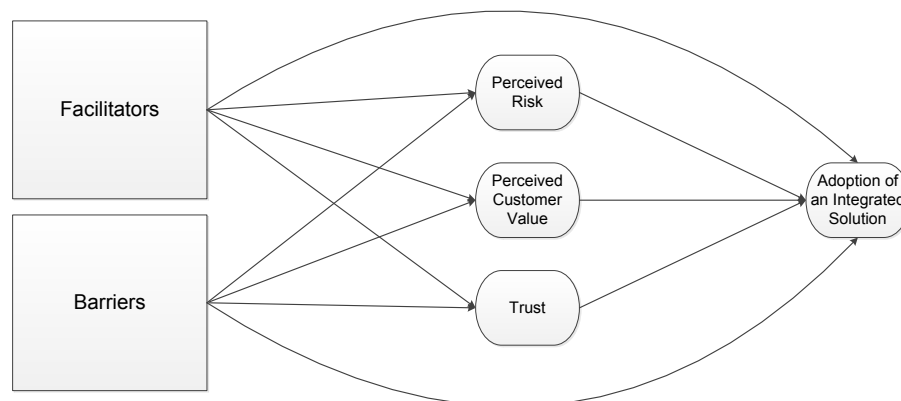 Facilitators
Barriers
Perceived
Risk
Perceived
Customer
Value
Trust
Adoption of
an Integrated
Solution